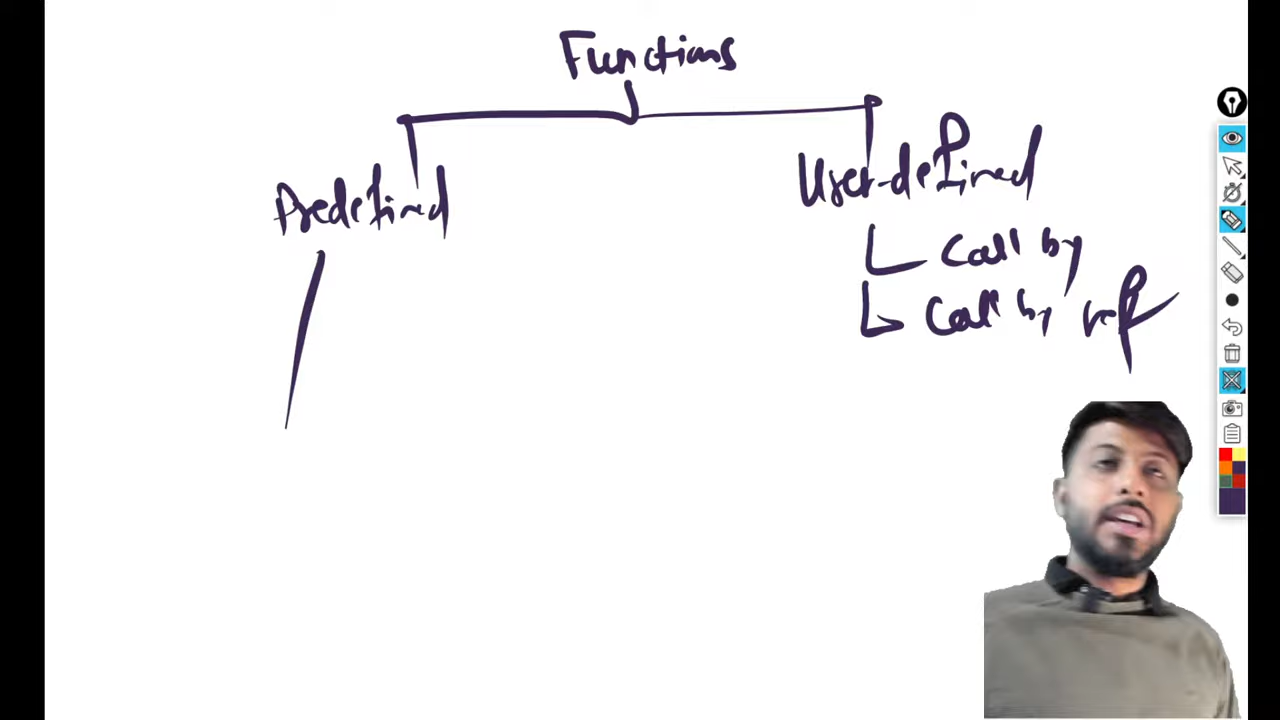 Functions
Predefined
User-defined
Call by
Call by ref